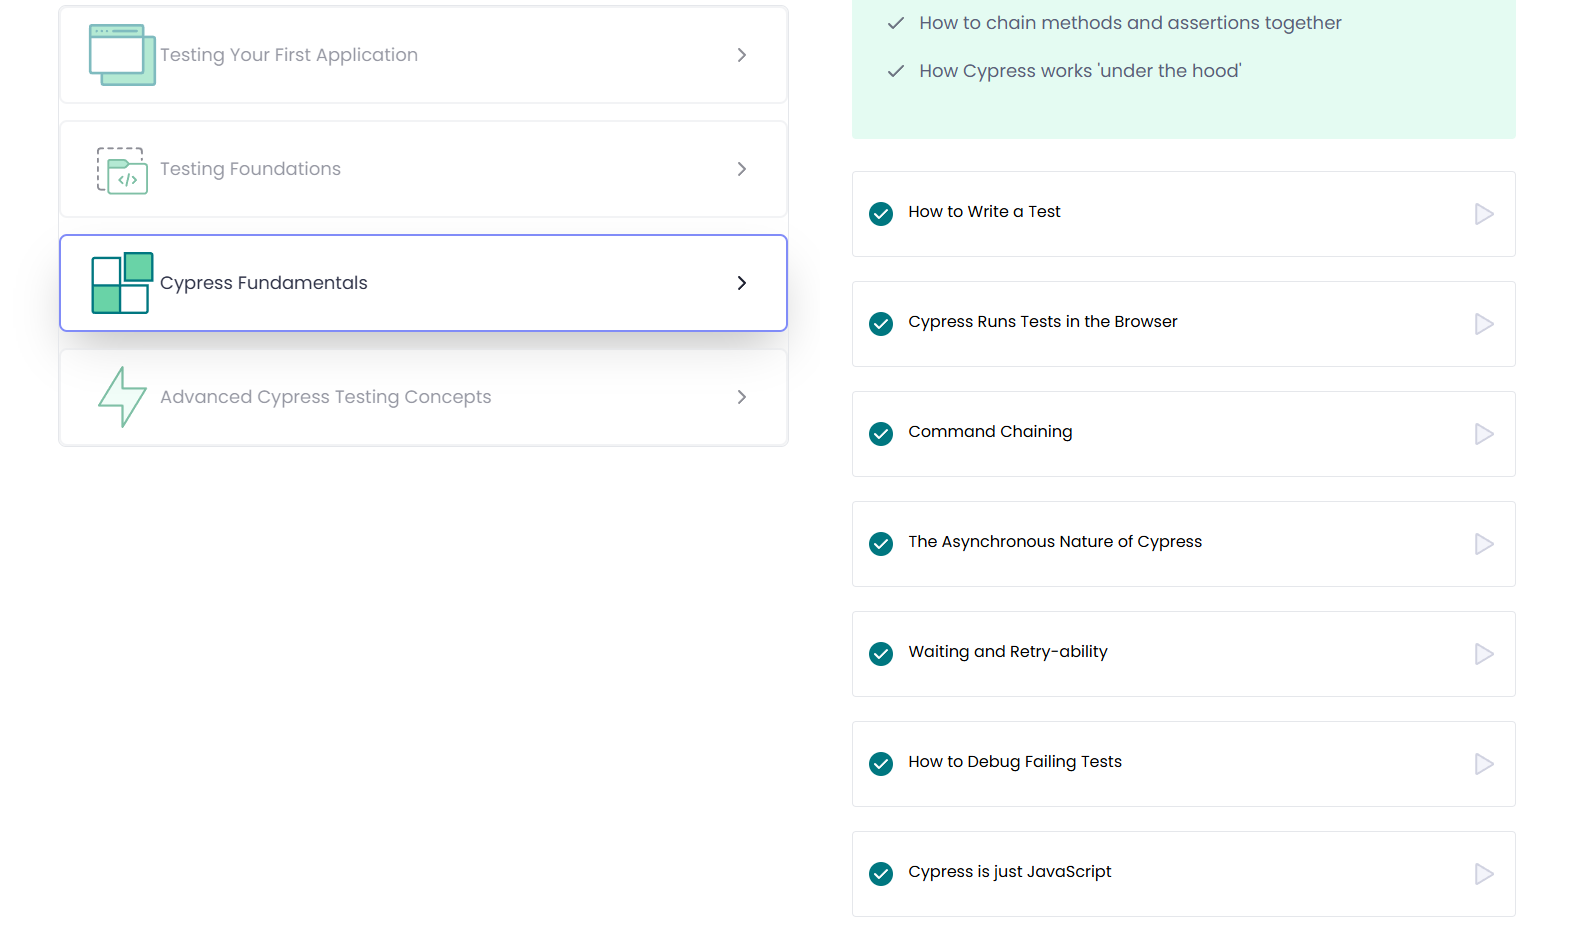 Testing Your First Application
Testing Foundations
</>
Cypress Fundamentals
Advanced Cypress Testing Concepts
How to chain methods and assertions together
How Cypress works 'under the hood'
How to Write a Test
Cypress Runs Tests in the Browser
Command Chaining
The Asynchronous Nature of Cypress
Waiting and Retry-ability
How to Debug Failing Tests
Cypress is just JavaScript